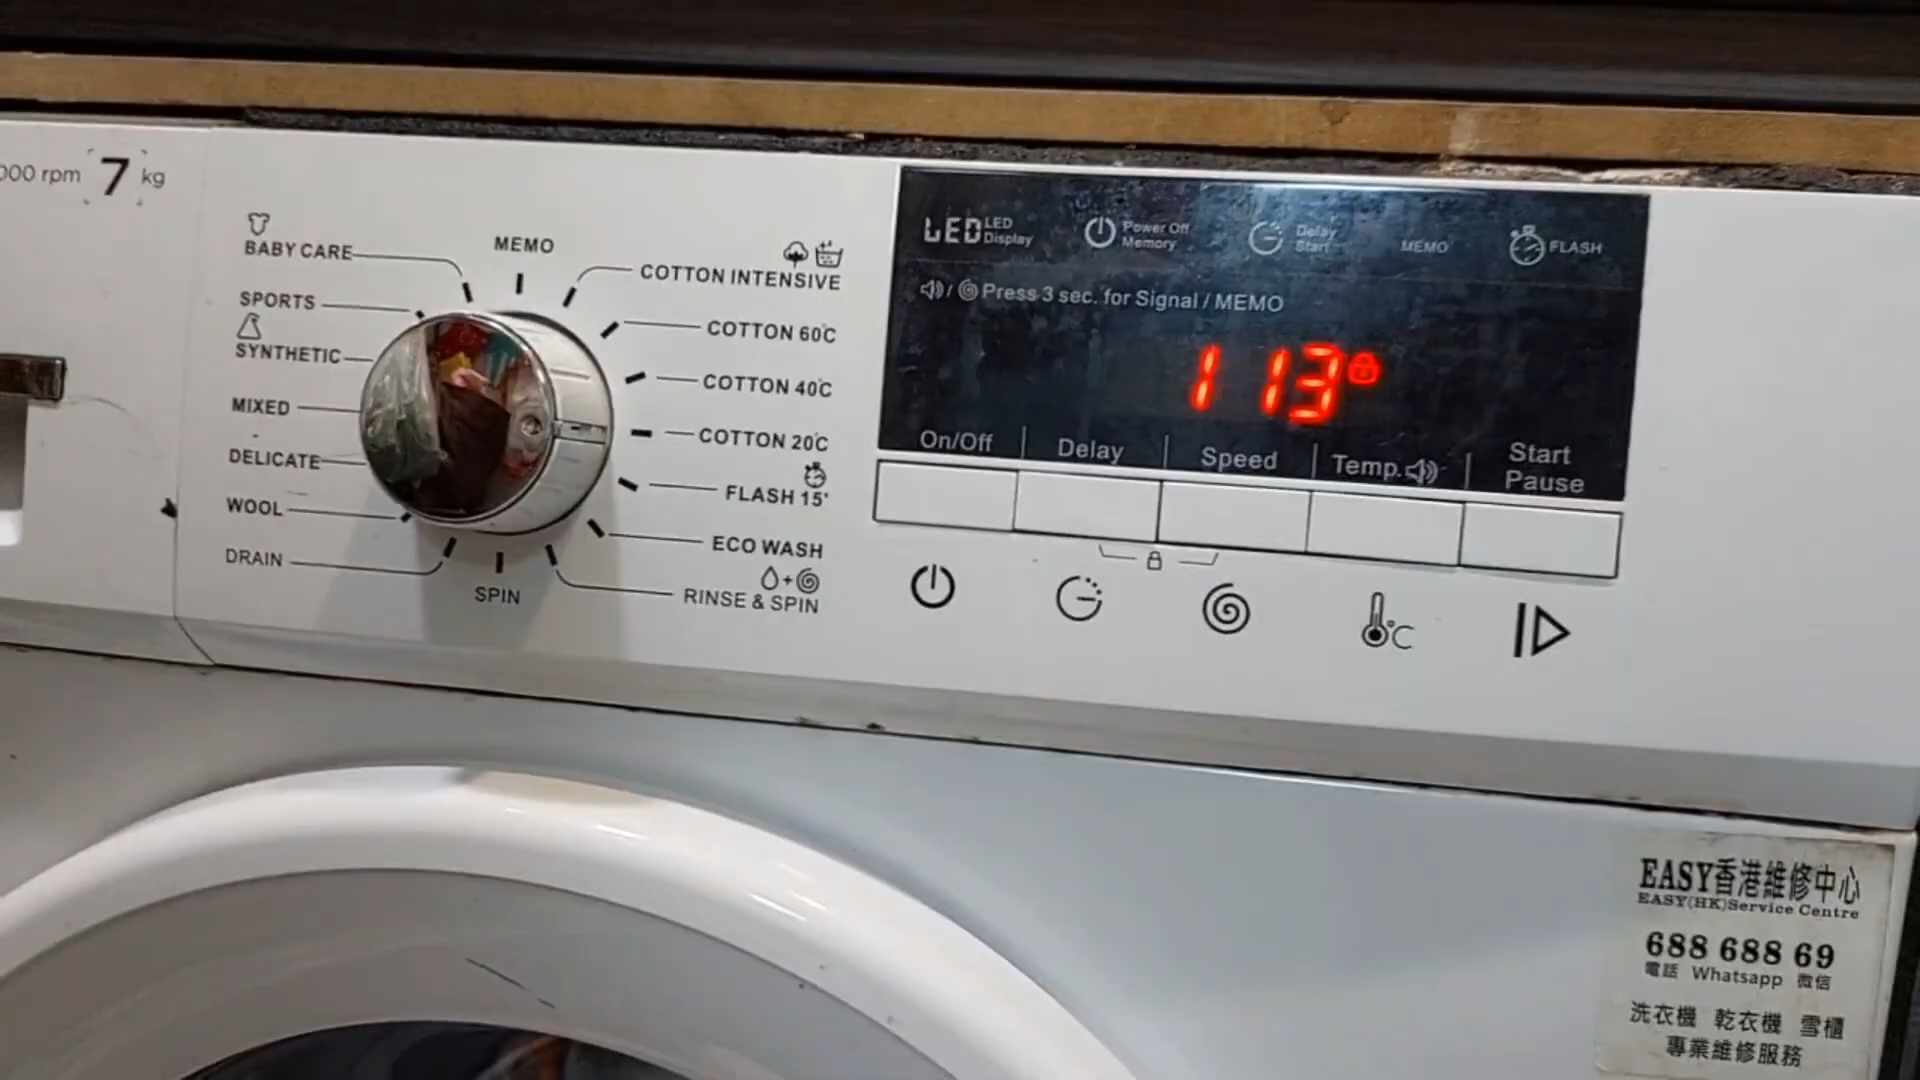 000 rpm 7 kg
BABY CARE
SPORTS
SYNTHETIC
MIXED
DELICATE
WOOL
DRAIN
MEMO
SPIN
COTTON INTENSIVE
COTTON 60℃
COTTON 40℃
COTTON 20℃
FLASH 15'
ECO WASH
RINSE & SPIN
LED LED Display
Power Off Memory
Delay Start
MEMO
FLASH
/ Press 3 sec. for Signal / MEMO
113
On/Off
Delay
Speed
Temp.
Start
Pause
°C
EASY香港維修中心
EASY(HK)Service Centre
688 688 69
電話 Whatsapp 微信
洗衣機 乾衣機 雪櫃
專業維修服務